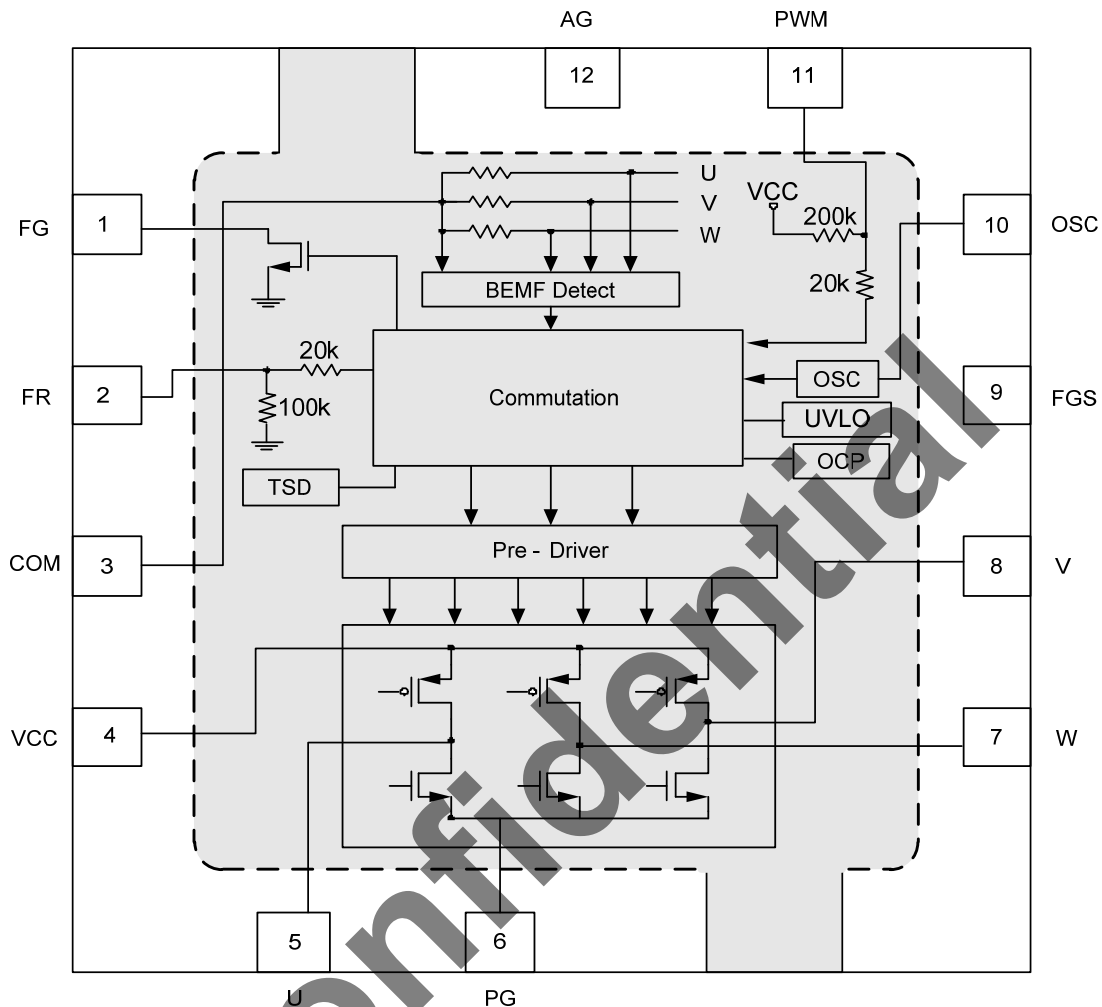 AG
PWM
12
11
U
V
W
VCC
200k
20k
FG
1
10
OSC
BEMF Detect
FR
2
20k
100k
Commutation
OSC
UVLO
OCP
9
FGS
TSD
COM
3
Pre - Driver
8
V
VCC
4
7
W
5
6
U
PG
onfidential